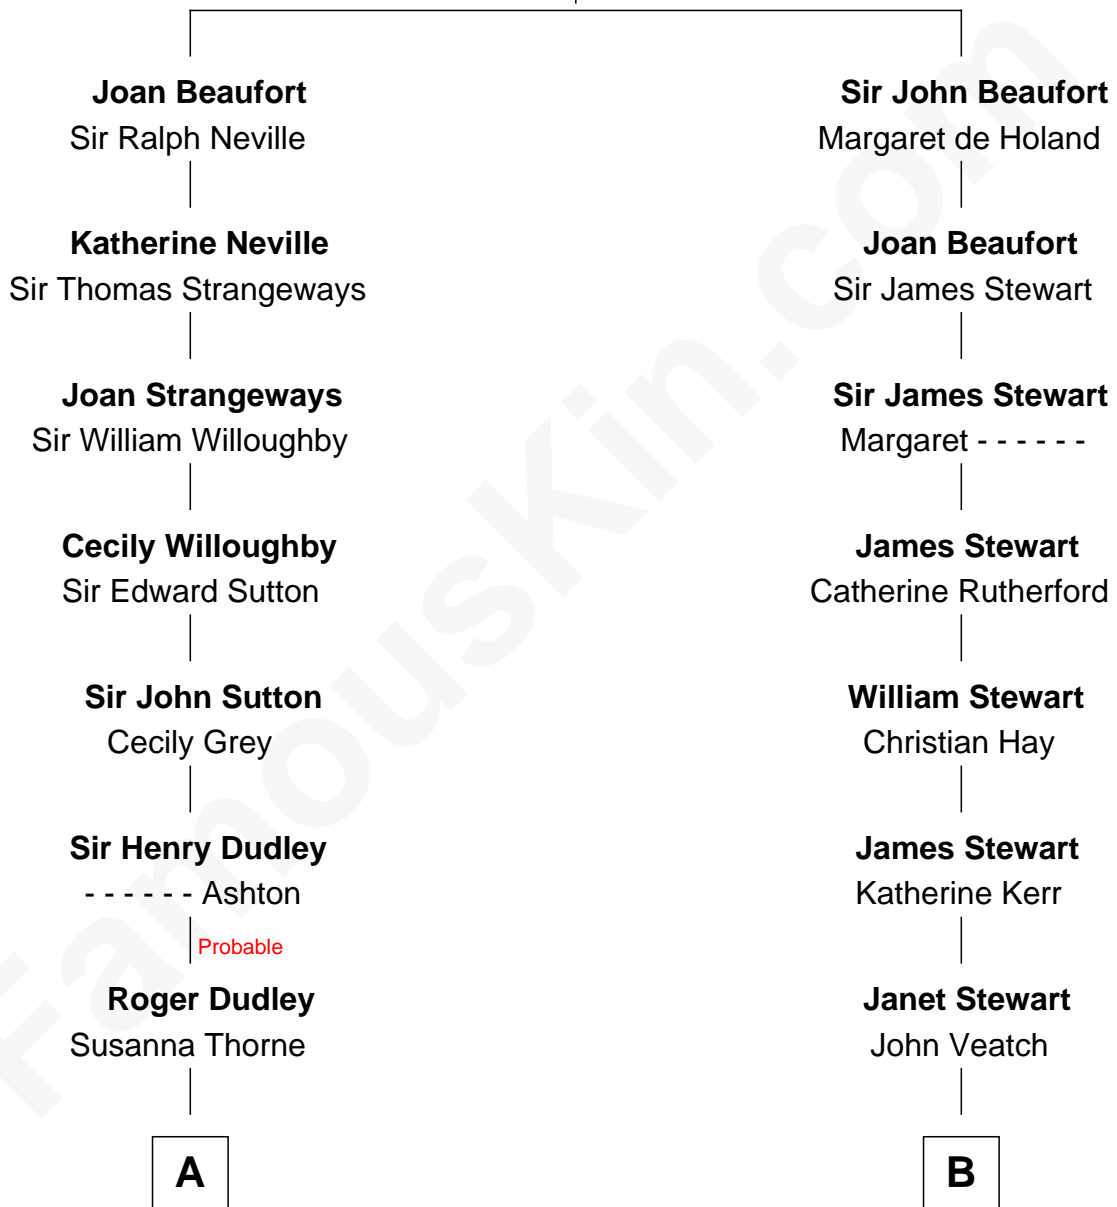 Joan Beaufort
Sir Ralph Neville
Katherine Neville
Sir Thomas Strangeways
Joan Strangeways
Sir William Willoughby
Cecily Willoughby
Sir Edward Sutton
Sir John Sutton
Cecily Grey
Sir Henry Dudley
- - - - - - Ashton
Probable
Roger Dudley
Susanna Thorne
A
Sir John Beaufort
Margaret de Holand
Joan Beaufort
Sir James Stewart
Sir James Stewart
Margaret - - - - - -
James Stewart
Catherine Rutherford
William Stewart
Christian Hay
James Stewart
Katherine Kerr
Janet Stewart
John Veatch
B
FamousKin.com